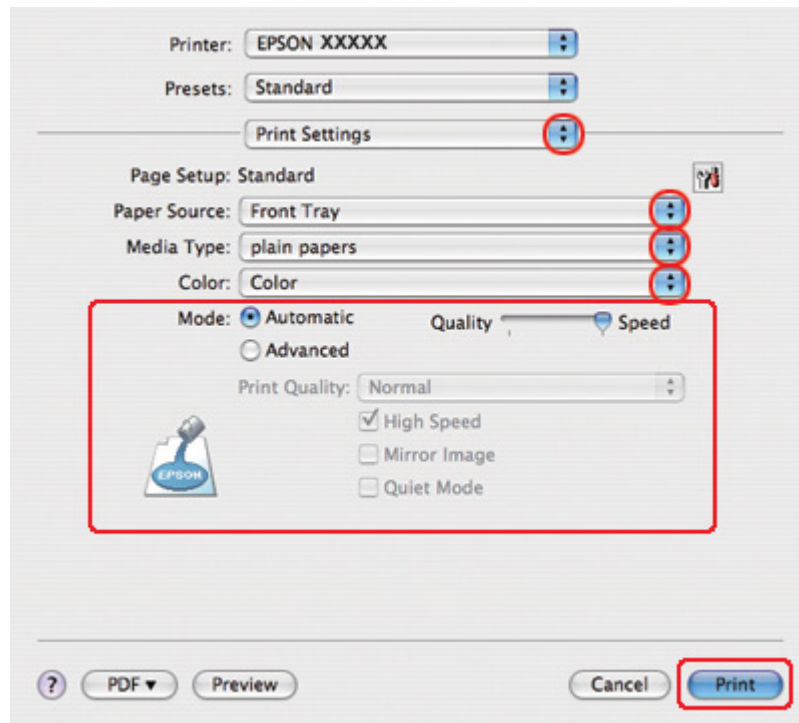 Printer: EPSON XXXXX
Presets: Standard
Print Settings
Page Setup: Standard
Paper Source: Front Tray
Media Type: plain papers
Color: Color
Mode: Automatic Quality Speed
Advanced
Print Quality: Normal
High Speed
Mirror Image
Quiet Mode
EPSON
? PDF Preview Cancel Print